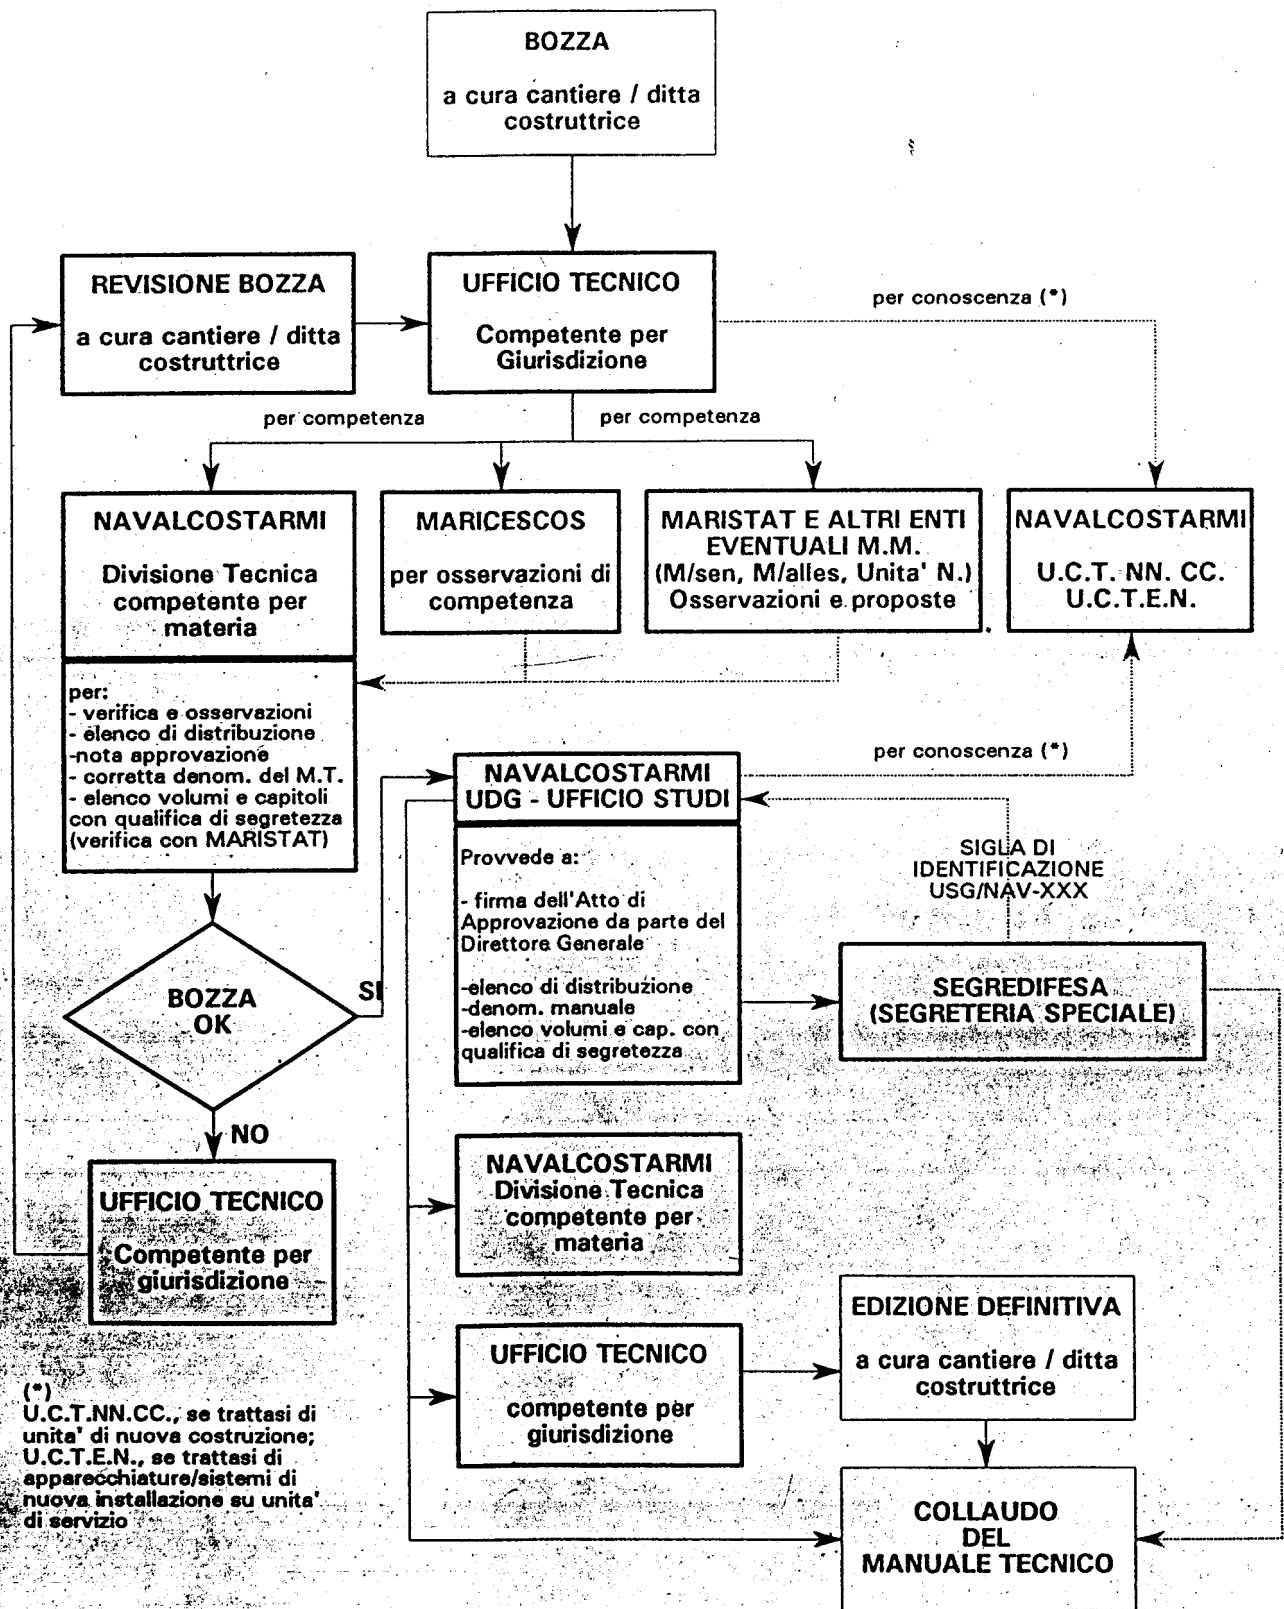 BOZZA
a cura cantiere / ditta
costruttrice
REVISIONE BOZZA
a cura cantiere / ditta
costruttrice
UFFICIO TECNICO
Competente per
Giurisdizione
per conoscenza (*)
per competenza
per competenza
NAVALCOSTARMI
Divisione Tecnica
competente per
materia
MARICESCOS
per osservazioni di
competenza
MARISTAT E ALTRI ENTI
EVENTUALI M.M.
(M/sen, M/alles, Unita' N.)
Osservazioni e proposte
NAVALCOSTARMI
U.C.T. NN. CC.
U.C.T.E.N.
per:
- verifica e osservazioni
- elenco di distribuzione
-nota approvazione
- corretta denom. del M.T.
- elenco volumi e capitoli
con qualifica di segretezza
(verifica con MARISTAT)
NAVALCOSTARMI
UDG - UFFICIO STUDI
per conoscenza (*)
Provvede a:
- firma dell'Atto di
Approvazione da parte del
Direttore Generale
-elenco di distribuzione
-denom. manuale
-elenco volumi e cap. con
qualifica di segretezza
SIGLA DI
IDENTIFICAZIONE
USG/NAV-XXX
BOZZA
OK
SI
SEGREDIFESA
(SEGRETERIA SPECIALE)
NO
UFFICIO TECNICO
Competente per
giurisdizione
NAVALCOSTARMI
Divisione Tecnica
competente per
materia
UFFICIO TECNICO
competente per
giurisdizione
EDIZIONE DEFINITIVA
a cura cantiere / ditta
costruttrice
(*)
U.C.T.NN.CC., se trattasi di
unita' di nuova costruzione;
U.C.T.E.N., se trattasi di
apparecchiature/sistemi di
nuova installazione su unita'
di servizio
COLLAUDO
DEL
MANUALE TECNICO